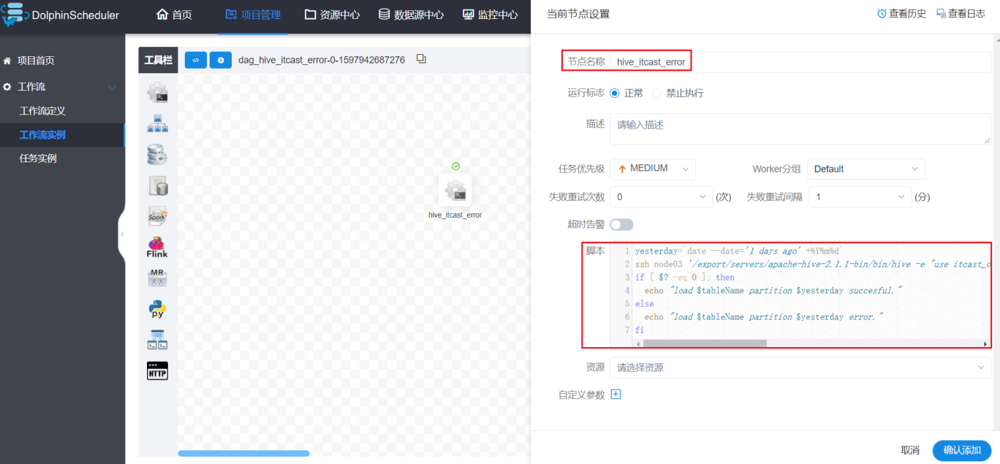 DolphinScheduler
首页
项目管理
资源中心
数据源中心
监控中心
项目首页
工作流
工作流定义
工作流实例
任务实例
工具栏
dag_hive_itcast_error-0-1597942687276
Spark
Flink
MR
py
HTTP
hive_itcast_error
当前节点设置
查看历史
查看日志
节点名称 hive_itcast_error
运行标志 正常 禁止执行
描述 请输入描述
任务优先级 MEDIUM Worker分组 Default
失败重试次数 0 (次) 失败重试间隔 1 (分)
超时告警
脚本
1 yesterday=`date --date='1 days ago' +%Y%m%d`
2 ssh node03 '/export/servers/apache-hive-2.1.1-bin/bin/hive -e "use itcast_o
3 if [ $? -eq 0 ]; then
4 echo "load $tableName partition $yesterday succesful."
5 else
6 echo "load $tableName partition $yesterday error."
7 fi
资源 请选择资源
自定义参数
取消
确认添加